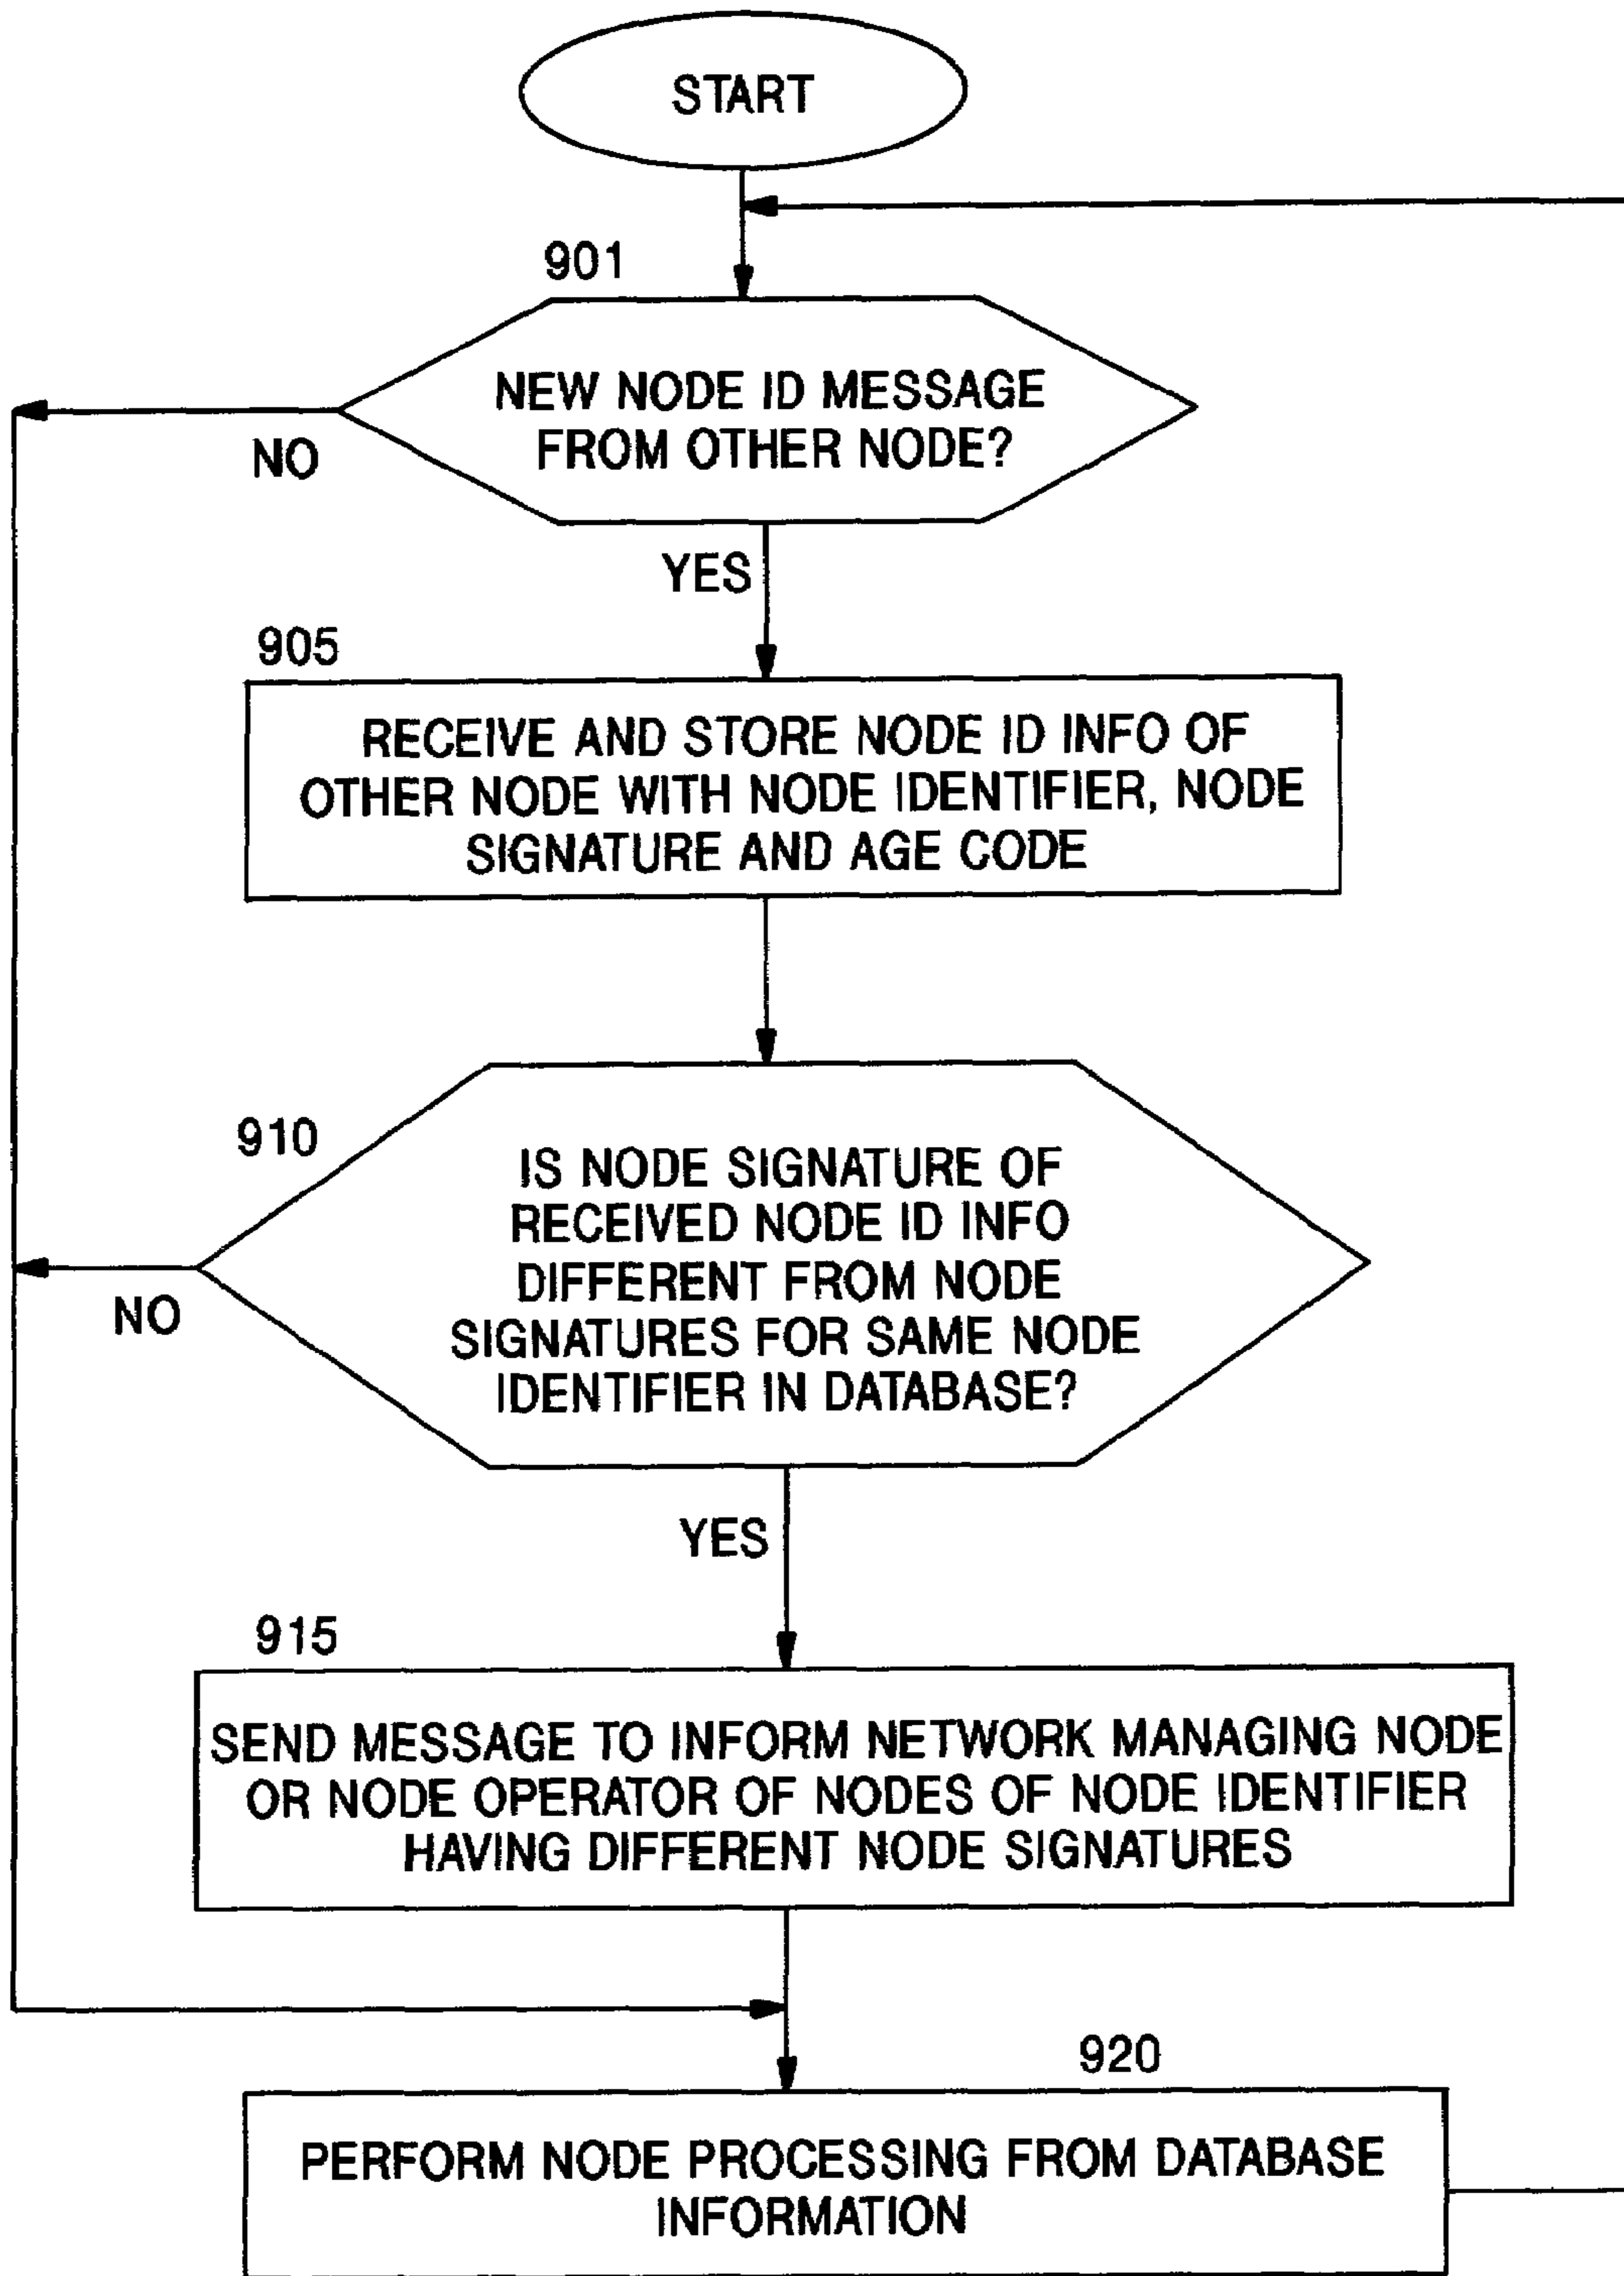 START
901
NEW NODE ID MESSAGE
FROM OTHER NODE?
NO
YES
905
RECEIVE AND STORE NODE ID INFO OF
OTHER NODE WITH NODE IDENTIFIER, NODE
SIGNATURE AND AGE CODE
910
IS NODE SIGNATURE OF
RECEIVED NODE ID INFO
DIFFERENT FROM NODE
SIGNATURES FOR SAME NODE
IDENTIFIER IN DATABASE?
NO
YES
915
SEND MESSAGE TO INFORM NETWORK MANAGING NODE
OR NODE OPERATOR OF NODES OF NODE IDENTIFIER
HAVING DIFFERENT NODE SIGNATURES
920
PERFORM NODE PROCESSING FROM DATABASE
INFORMATION